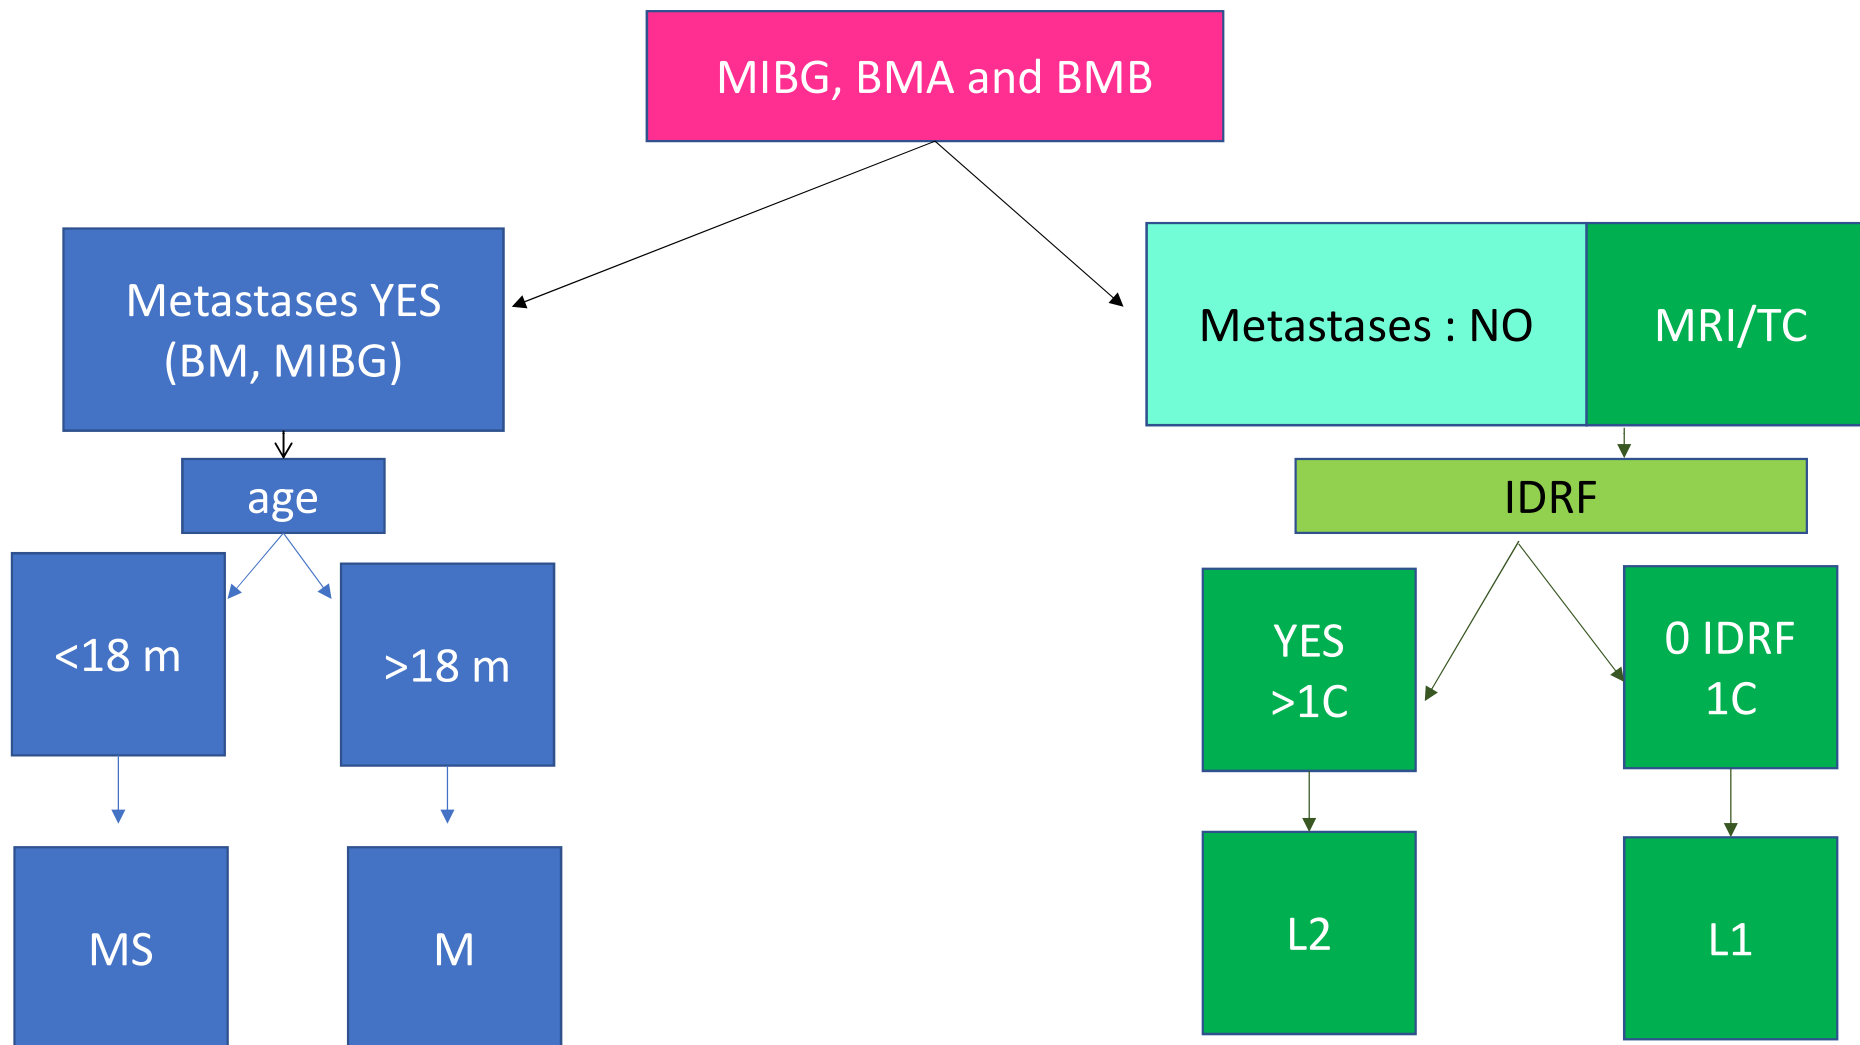 MIBG, BMA and BMB
Metastases YES
(BM, MIBG)
Metastases : NO
MRI/TC
age
IDRF
<18 m
>18 m
YES
>1C
0 IDRF
1C
MS
M
L2
L1